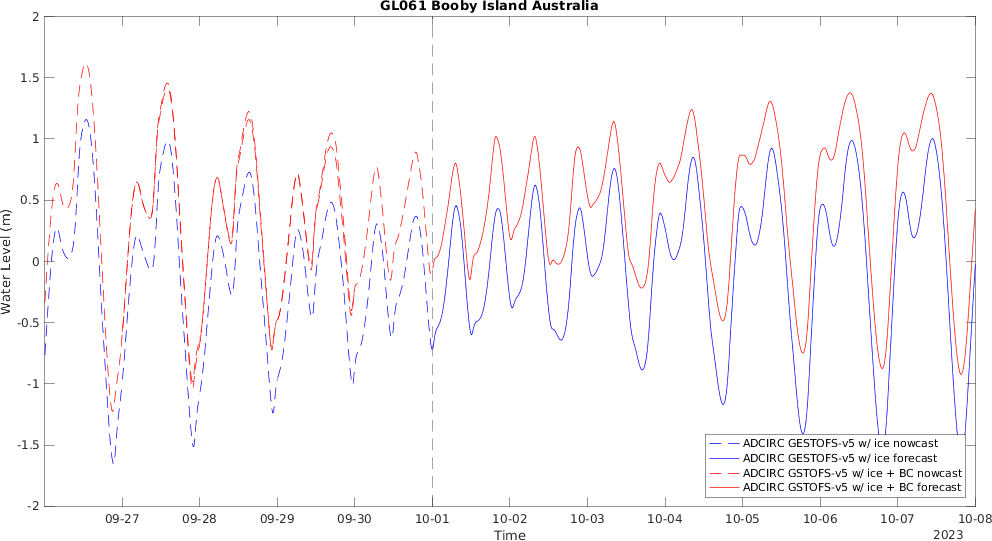 GL061 Booby Island Australia
2
1.5
1
0.5
0
-0.5
-1
-1.5
-2
Water Level (m)
ADCIRC GESTOFS-v5 w/ ice nowcast
ADCIRC GESTOFS-v5 w/ ice forecast
ADCIRC GSTOFS-v5 w/ ice + BC nowcast
ADCIRC GSTOFS-v5 w/ ice + BC forecast
09-27 09-28 09-29 09-30 10-01 10-02 10-03 10-04 10-05 10-06 10-07 10-08
Time
2023